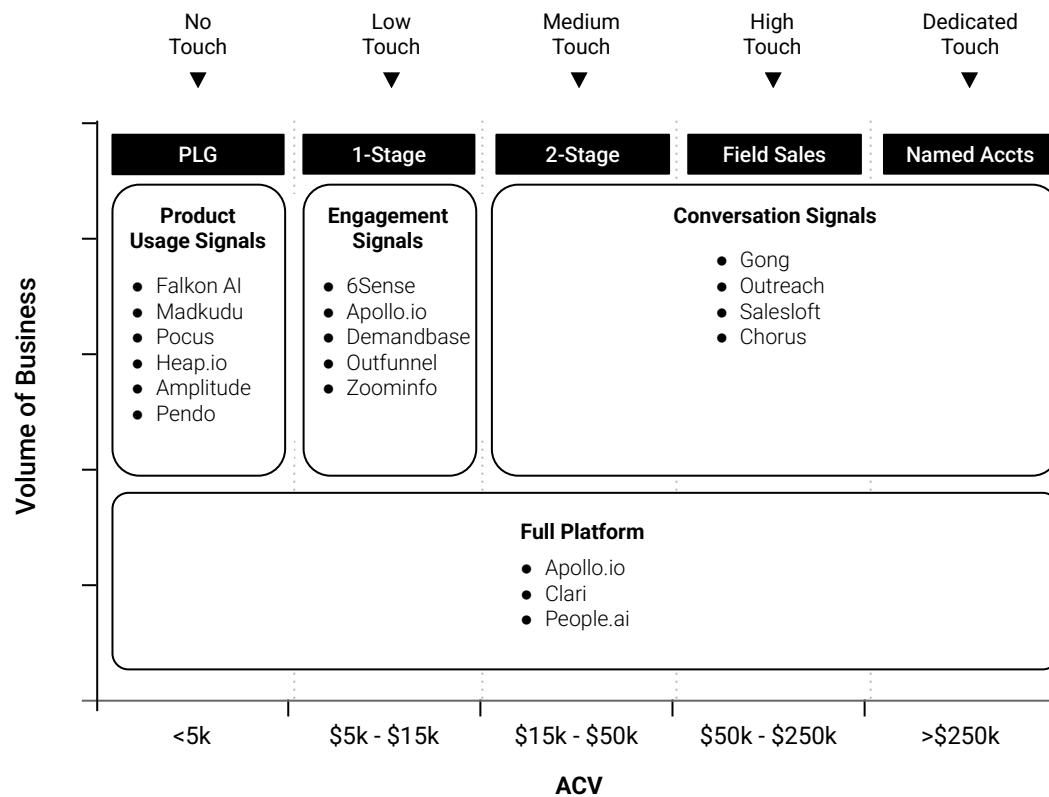 No
Touch
Low
Touch
Medium
Touch
High
Touch
Dedicated
Touch
PLG
1-Stage
2-Stage
Field Sales
Named Accts
Product
Usage Signals
Falkon AI
Madkudu
Pocus
Heap.io
Amplitude
Pendo
Engagement
Signals
6Sense
Apollo.io
Demandbase
Outfunnel
Zoominfo
Conversation Signals
Gong
Outreach
Salesloft
Chorus
Full Platform
Apollo.io
Clari
People.ai
Volume of Business
<5k
$5k - $15k
$15k - $50k
$50k - $250k
>$250k
ACV